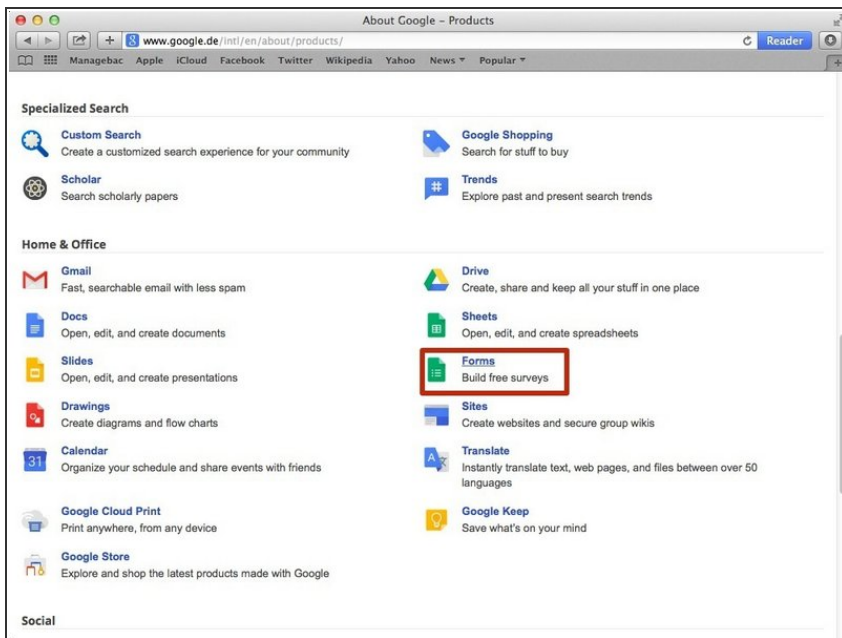 About Google – Products
www.google.de/intl/en/about/products/
Reader
Managebac Apple iCloud Facebook Twitter Wikipedia Yahoo News Popular
Specialized Search
Custom Search
Create a customized search experience for your community
Google Shopping
Search for stuff to buy
Scholar
Search scholarly papers
Trends
Explore past and present search trends
Home & Office
Gmail
Fast, searchable email with less spam
Drive
Create, share and keep all your stuff in one place
Docs
Open, edit, and create documents
Sheets
Open, edit, and create spreadsheets
Slides
Open, edit, and create presentations
Forms
Build free surveys
Drawings
Create diagrams and flow charts
Sites
Create websites and secure group wikis
31
Calendar
Organize your schedule and share events with friends
Translate
Instantly translate text, web pages, and files between over 50
languages
Google Cloud Print
Print anywhere, from any device
Google Keep
Save what's on your mind
Google Store
Explore and shop the latest products made with Google
Social